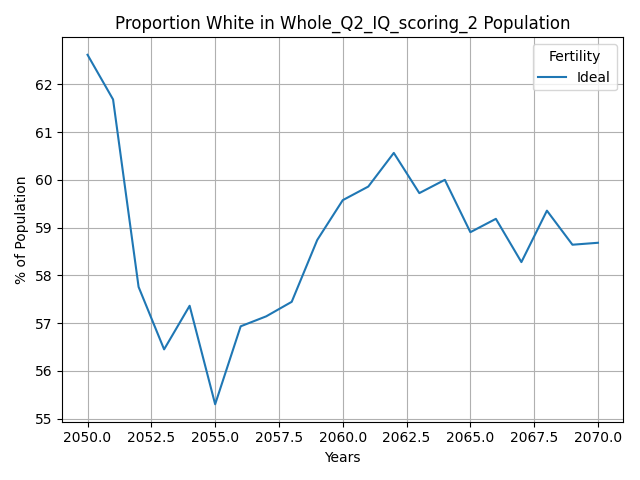 Proportion White in Whole_Q2_IQ_scoring_2 Population
Fertility
Ideal
% of Population
62
61
60
59
58
57
56
55
2050.0 2052.5 2055.0 2057.5 2060.0 2062.5 2065.0 2067.5 2070.0
Years